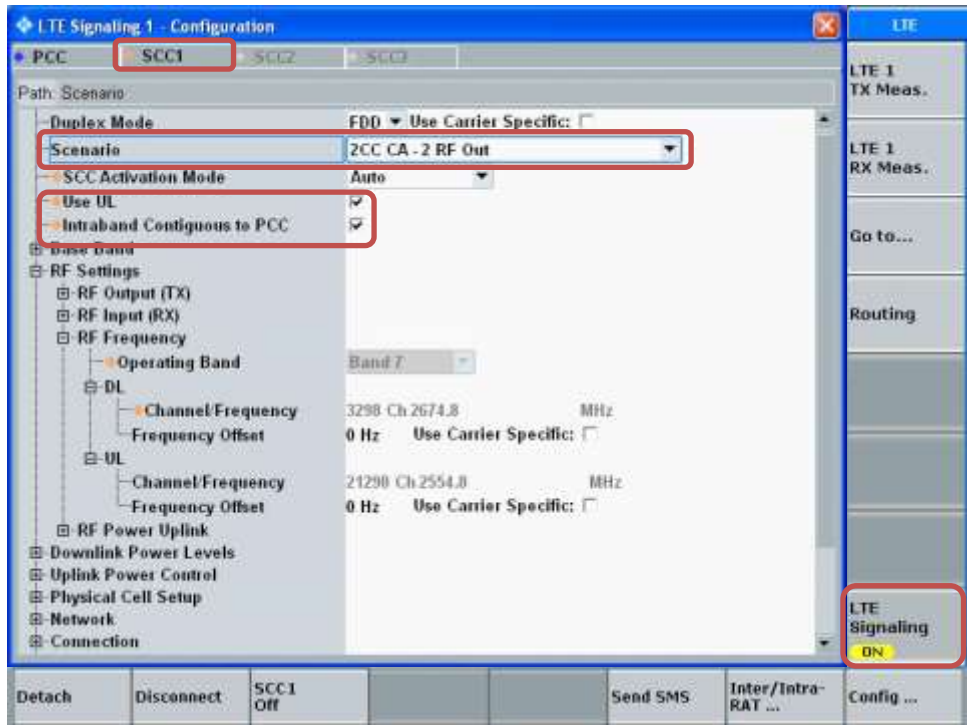 LTE Signaling 1 - Configuration
LTE
PCC SCC1 SCC2 SCC3
Path: Scenario
LTE 1
TX Meas.
Duplex Mode FDD Use Carrier Specific:
Scenario 2CC CA - 2 RF Out
LTE 1
RX Meas.
SCC Activation Mode Auto
Use UL
Intraband Contiguous to PCC
Go to...
Base Band
RF Settings
RF Output (TX)
RF Input (RX)
Routing
RF Frequency
Operating Band Band 7
DL
Channel/Frequency 3298 Ch 2674.8 MHz
Frequency Offset 0 Hz Use Carrier Specific:
UL
Channel/Frequency 21298 Ch 2554.8 MHz
Frequency Offset 0 Hz Use Carrier Specific:
RF Power Uplink
Downlink Power Levels
Uplink Power Control
Physical Cell Setup
Network
Connection
LTE
Signaling
ON
Detach
Disconnect
SCC1
Off
Send SMS
Inter/Intra-
RAT ...
Config ...